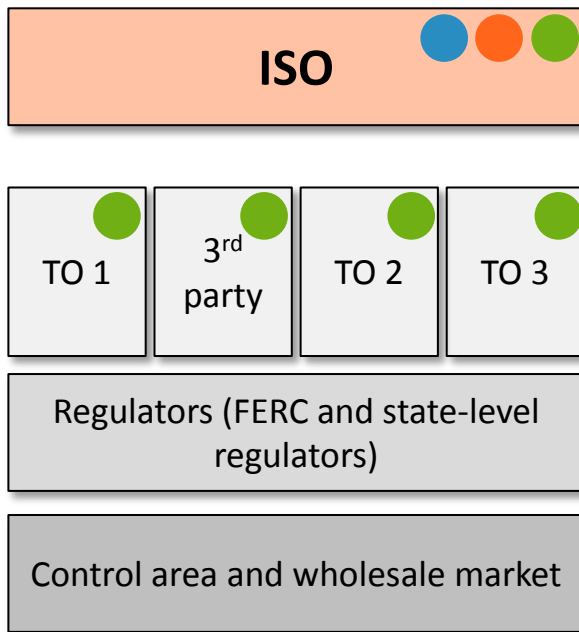 ISO
TO 1
3rd
party
TO 2
TO 3
Regulators (FERC and state-level
regulators)
Control area and wholesale market